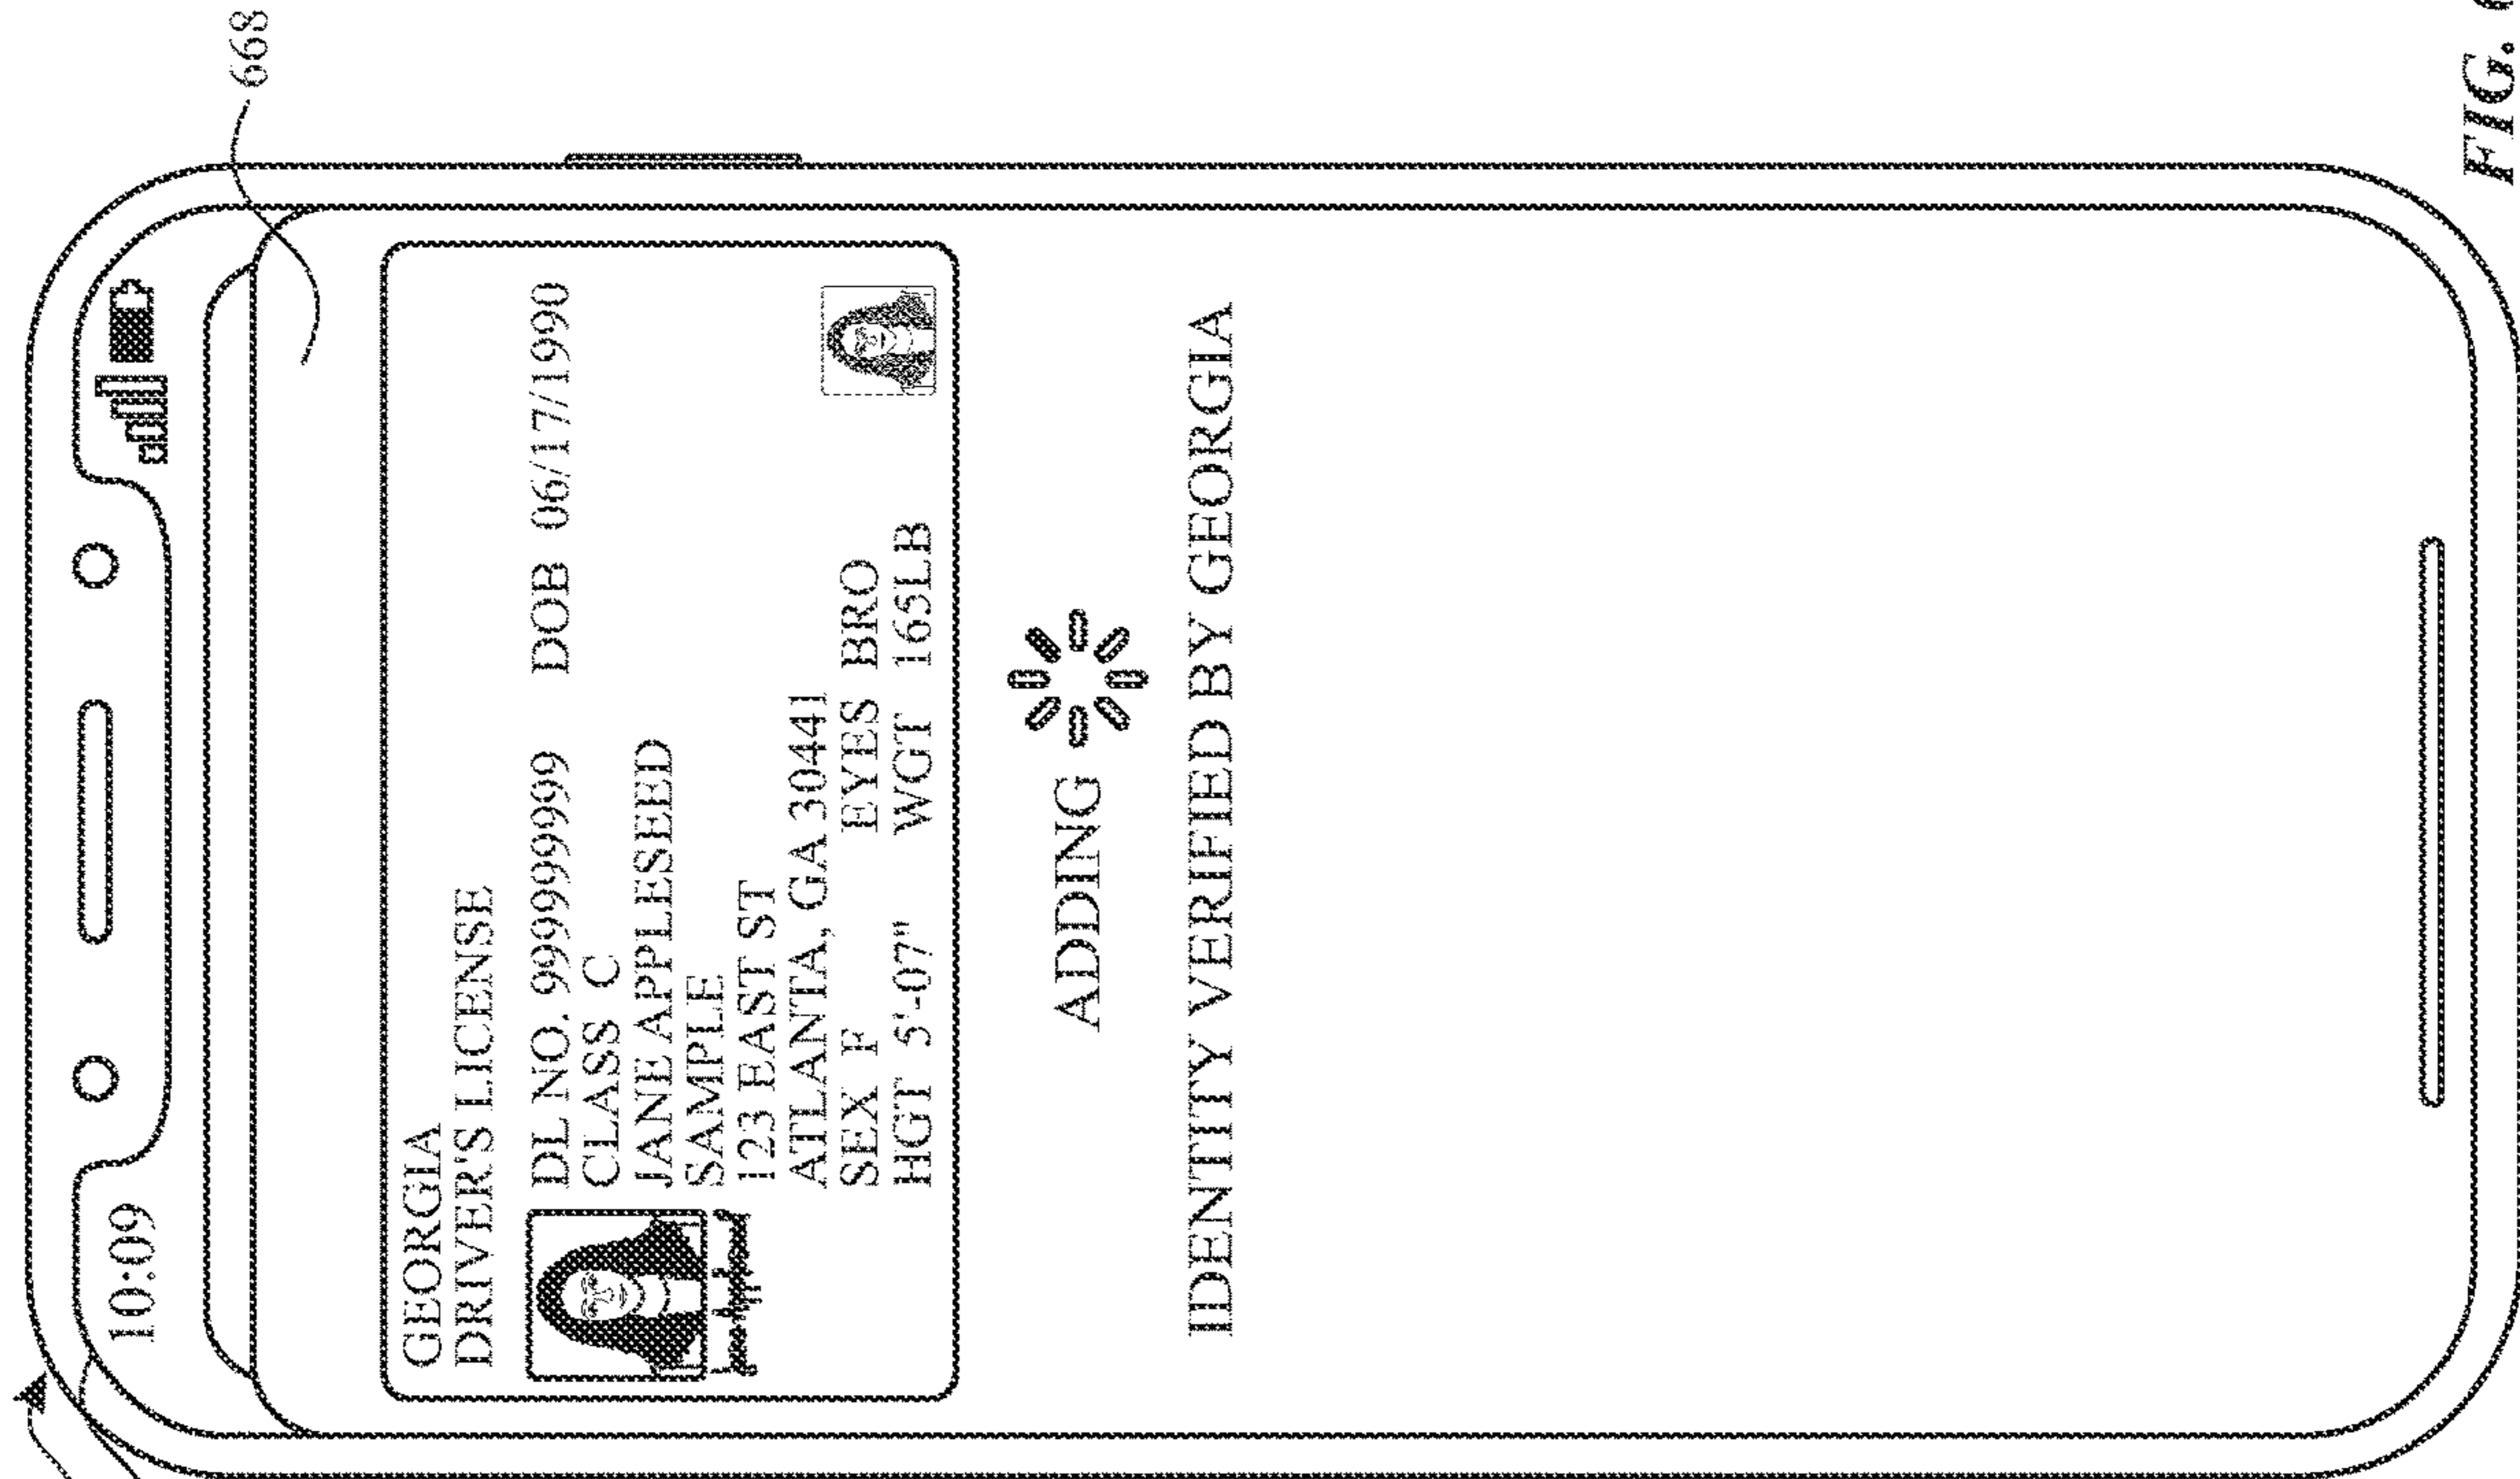 668
10:09
GEORGIA
DRIVER'S LICENSE
DL NO. 9999999999 DOB 06/17/1990
CLASS C
JANE APPLESEED
SAMPLE
123 EAST ST
ATLANTA, GA 30441
SEX F EYES BRO
HGT 5'-07" WGT 165LB
ADDING
IDENTITY VERIFIED BY GEORGIA
FIG.